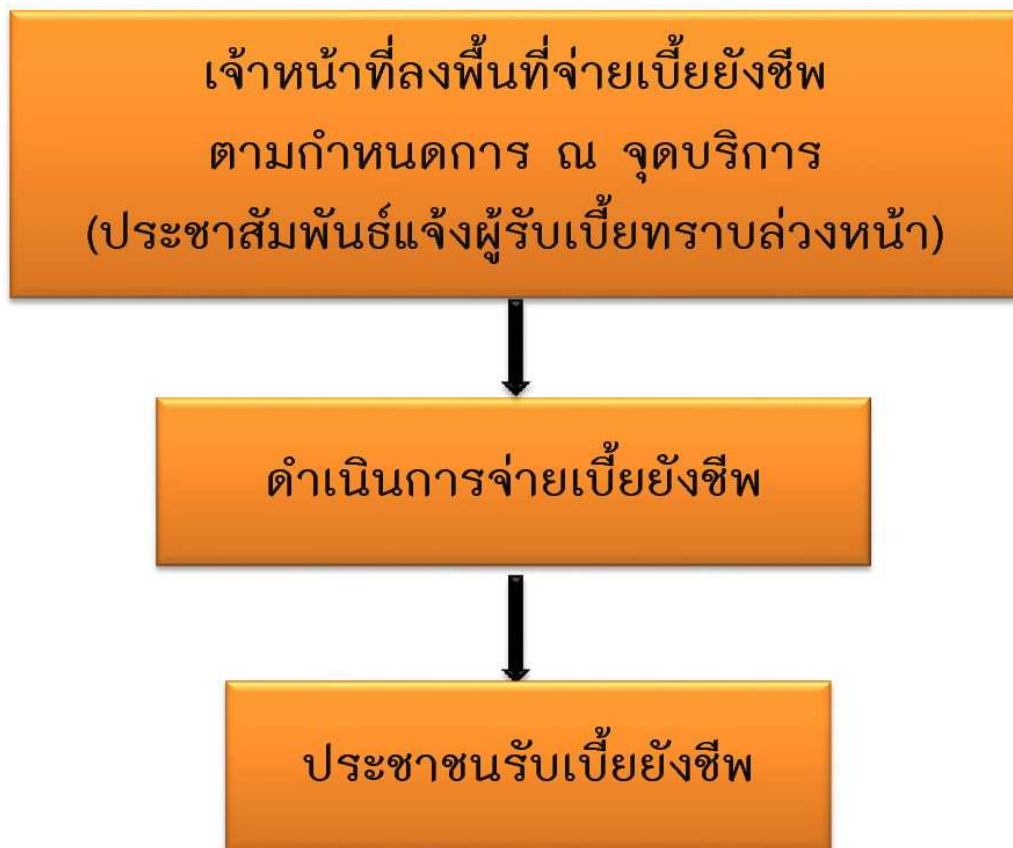 เจ้าหน้าที่ลงพื้นที่จ่ายเบี้ยยังชีพ
ตามกำหนดการ ณ จุดบริการ
(ประชาสัมพันธ์แจ้งผู้รับเบี้ยทราบล่วงหน้า)
ดำเนินการจ่ายเบี้ยยังชีพ
ประชาชนรับเบี้ยยังชีพ